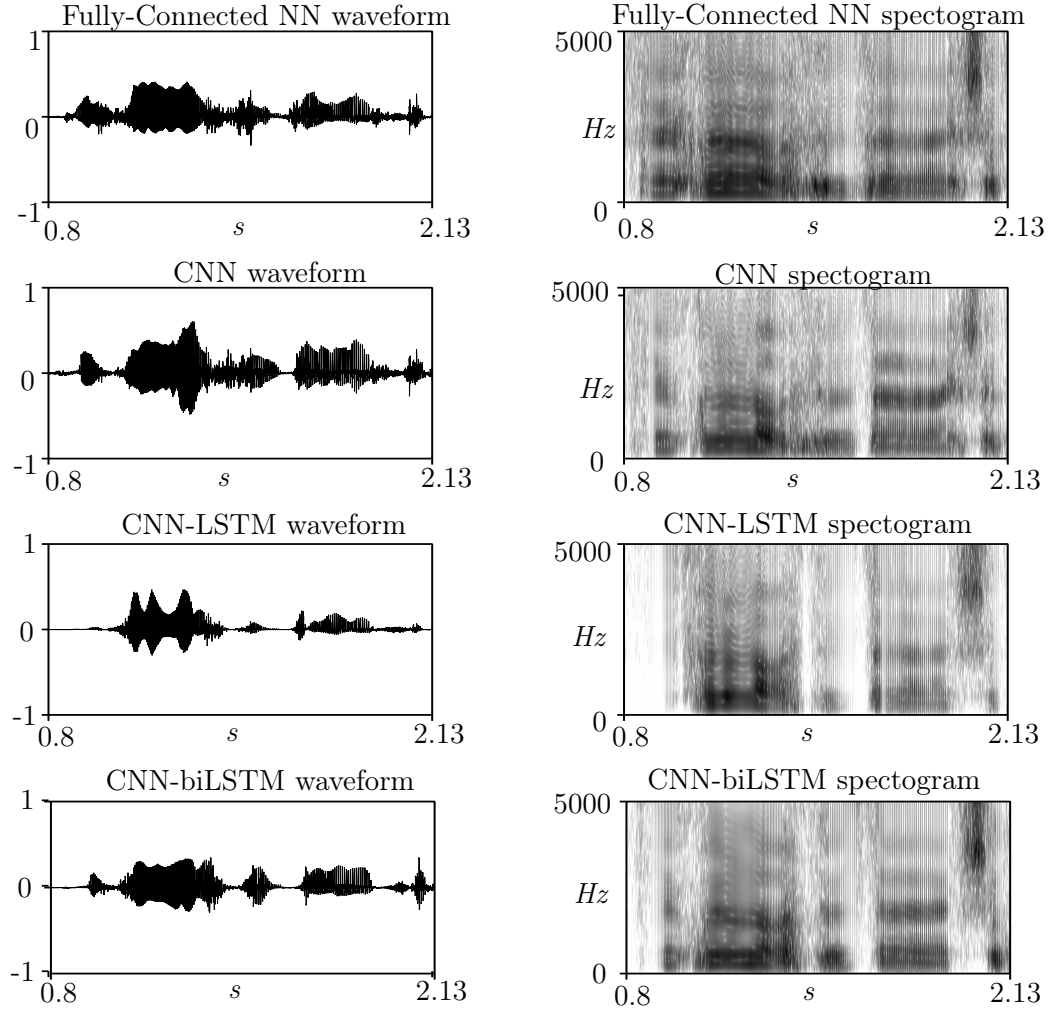 Fully-Connected NN waveform
1
0
-1
0.8
s
2.13
Fully-Connected NN spectogram
5000
Hz
0
0.8
s
2.13
CNN waveform
1
0
-1
0.8
s
2.13
CNN spectogram
5000
Hz
0
0.8
s
2.13
CNN-LSTM waveform
1
0
-1
0.8
s
2.13
CNN-LSTM spectogram
5000
Hz
0
0.8
s
2.13
CNN-biLSTM waveform
1
0
-1
0.8
s
2.13
CNN-biLSTM spectogram
5000
Hz
0
0.8
s
2.13